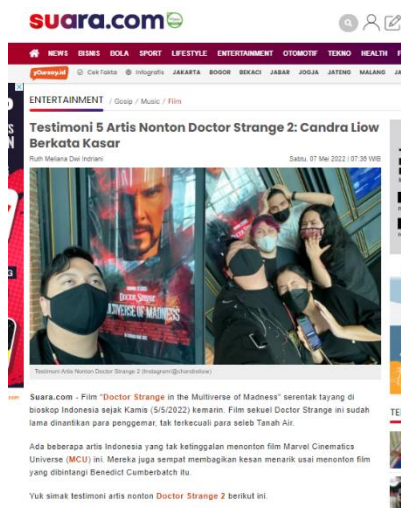 suara.com
NEWS BISNIS BOLA SPORT LIFESTYLE ENTERTAINMENT OTOMOTIF TEKNO HEALTH
yOursay.id Cek Fakta Infografis JAKARTA BOGOR BEKACI JABAR JOGJA JATENG MALANG
ENTERTAINMENT / Gosip / Music / Film
Testimoni 5 Artis Nonton Doctor Strange 2: Candra Liow
Berkata Kasar
Ruth Meliana Dwi Indriani
Sabtu, 07 Mei 2022 | 07:36 WIB
DOCTOR STRANGE
MULTIVERSE OF MADNESS
Testimoni Artis Nonton Doctor Strange 2 (Instagram/@chandraliow)
Suara.com - Film "Doctor Strange in the Multiverse of Madness" serentak tayang di
bioskop Indonesia sejak Kamis (5/5/2022) kemarin. Film sekuel Doctor Strange ini sudah
lama dinantikan para penggemar, tak terkecuali para seleb Tanah Air.
Ada beberapa artis Indonesia yang tak ketinggalan menonton film Marvel Cinematics
Universe (MCU) ini. Mereka juga sempat membagikan kesan menarik usai menonton film
yang dibintangi Benedict Cumberbatch itu.
Yuk simak testimoni artis nonton Doctor Strange 2 berikut ini.